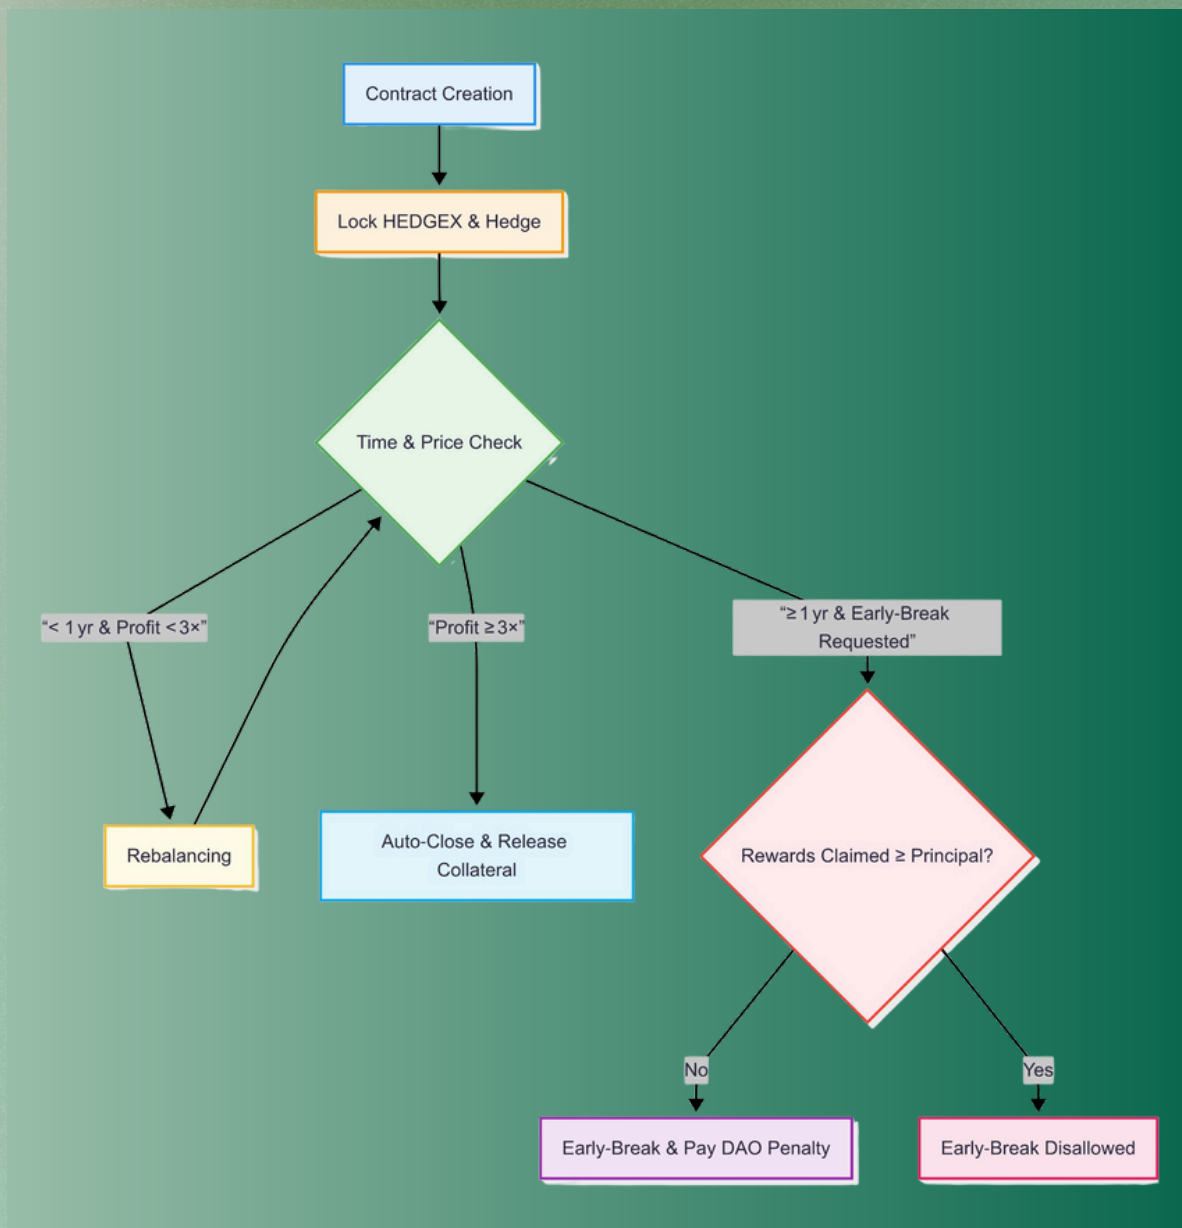 Contract Creation
Lock HEDGEX & Hedge
Time & Price Check
“< 1 yr & Profit < 3×”
“Profit ≥ 3×”
“≥ 1 yr & Early-Break
Requested”
Rebalancing
Auto-Close & Release
Collateral
Rewards Claimed ≥ Principal?
No
Yes
Early-Break & Pay DAO Penalty
Early-Break Disallowed